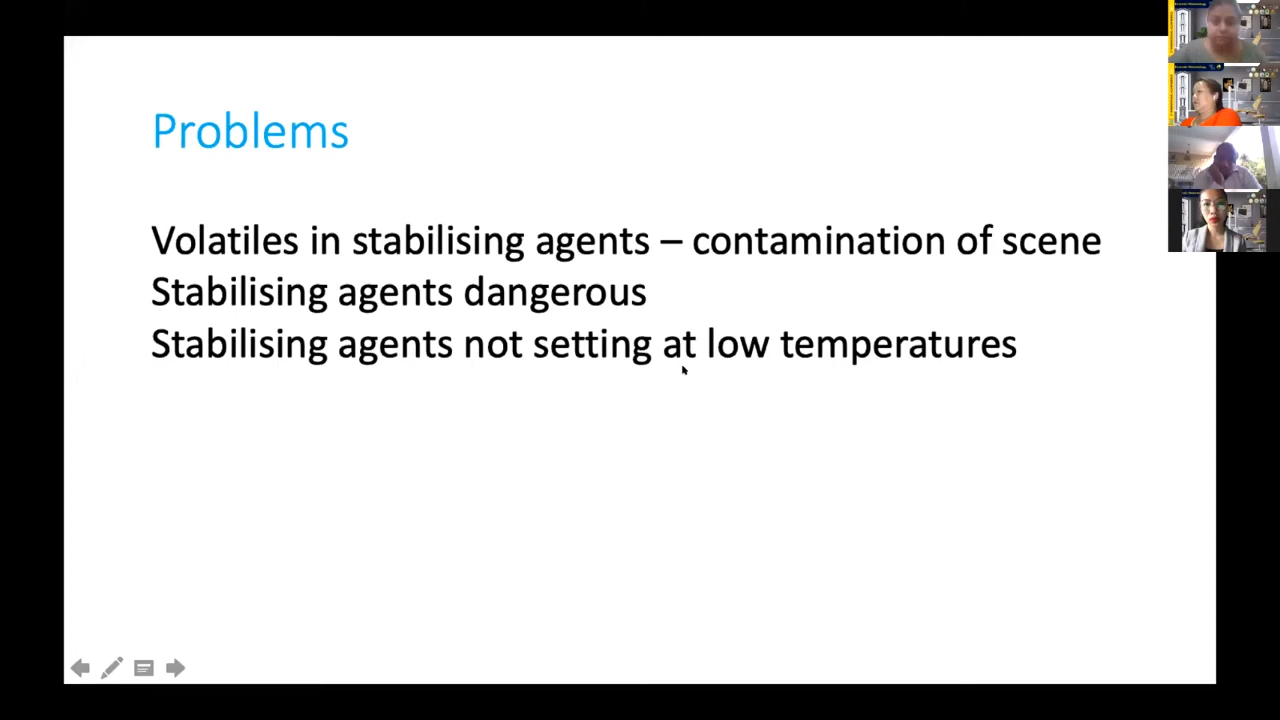 Problems
Volatiles in stabilising agents – contamination of scene
Stabilising agents dangerous
Stabilising agents not setting at low temperatures